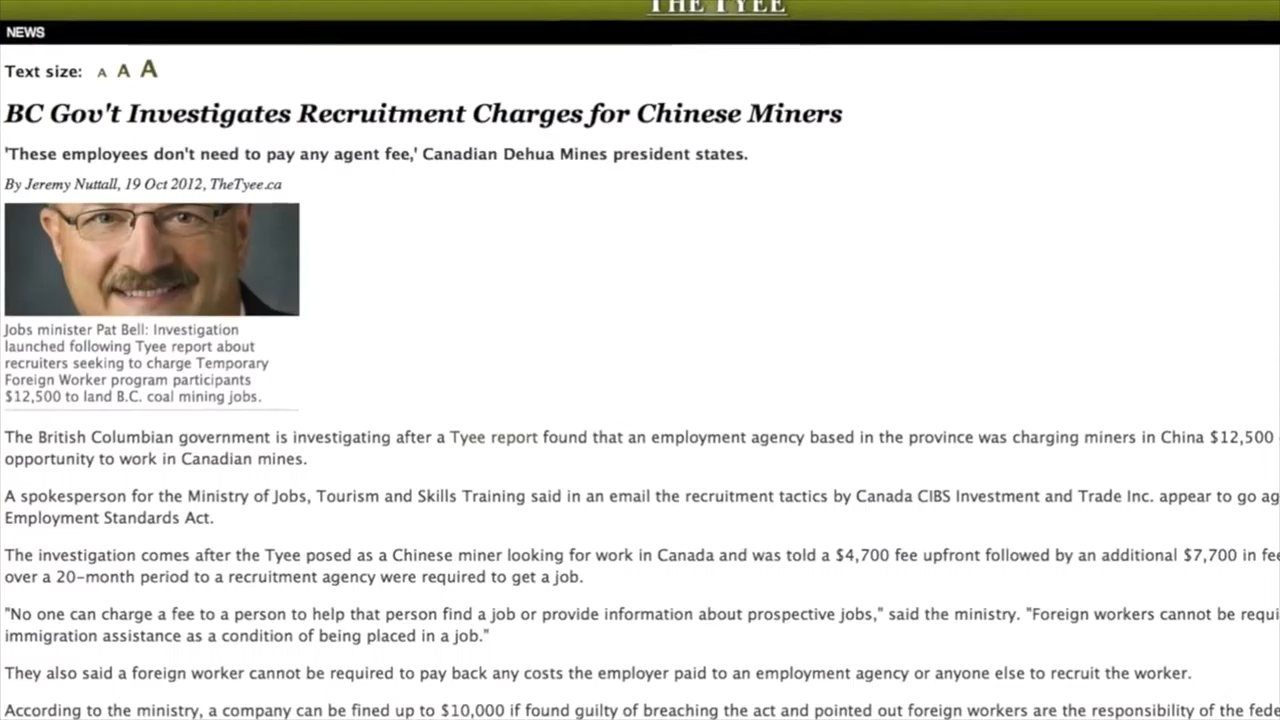 THE TYEE
NEWS
Text size: A A A
BC Gov't Investigates Recruitment Charges for Chinese Miners
'These employees don't need to pay any agent fee,' Canadian Dehua Mines president states.
By Jeremy Nuttall, 19 Oct 2012, TheTyee.ca
Jobs minister Pat Bell: Investigation
launched following Tyee report about
recruiters seeking to charge Temporary
Foreign Worker program participants
$12,500 to land B.C. coal mining jobs.
The British Columbian government is investigating after a Tyee report found that an employment agency based in the province was charging miners in China $12,500
opportunity to work in Canadian mines.
A spokesperson for the Ministry of Jobs, Tourism and Skills Training said in an email the recruitment tactics by Canada CIBS Investment and Trade Inc. appear to go
Employment Standards Act.
The investigation comes after the Tyee posed as a Chinese miner looking for work in Canada and was told a $4,700 fee upfront followed by an additional $7,700 in
over a 20-month period to a recruitment agency were required to get a job.
"No one can charge a fee to a person to help that person find a job or provide information about prospective jobs," said the ministry. "Foreign workers cannot be
immigration assistance as a condition of being placed in a job."
They also said a foreign worker cannot be required to pay back any costs the employer paid to an employment agency or anyone else to recruit the worker.
According to the ministry, a company can be fined up to $10,000 if found guilty of breaching the act and pointed out foreign workers are the responsibility of the